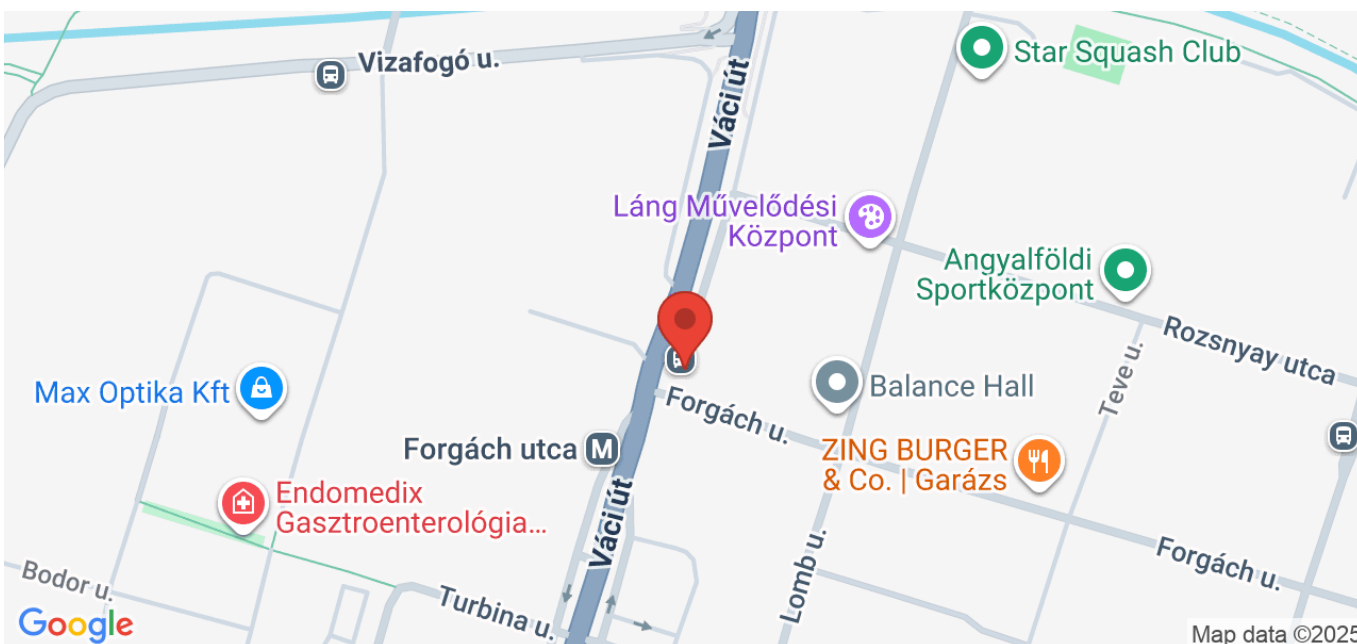 Vizafogó u.
Váci út
Star Squash Club
Láng Művelődési
Központ
Angyalföldi
Sportközpont
Rozsnyay utca
Teve u.
Max Optika Kft
Balance Hall
Forgách u.
Forgách utca
M
ZING BURGER
& Co. | Garázs
Endomedix
Gasztroenterológia...
Váci út
Lomb u.
Forgách u.
Bodor u.
Turbina u.
Google
Map data ©2025